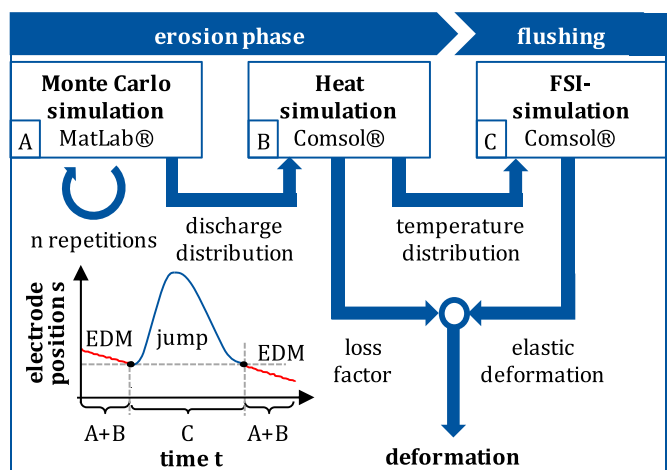 erosion phase
flushing
Monte Carlo
simulation
MatLab®
A
Heat
simulation
Comsol®
B
FSI-
simulation
Comsol®
C
n repetitions
discharge
distribution
temperature
distribution
electrode
position s
EDM
jump
EDM
A+B
C
A+B
time t
loss
factor
elastic
deformation
deformation